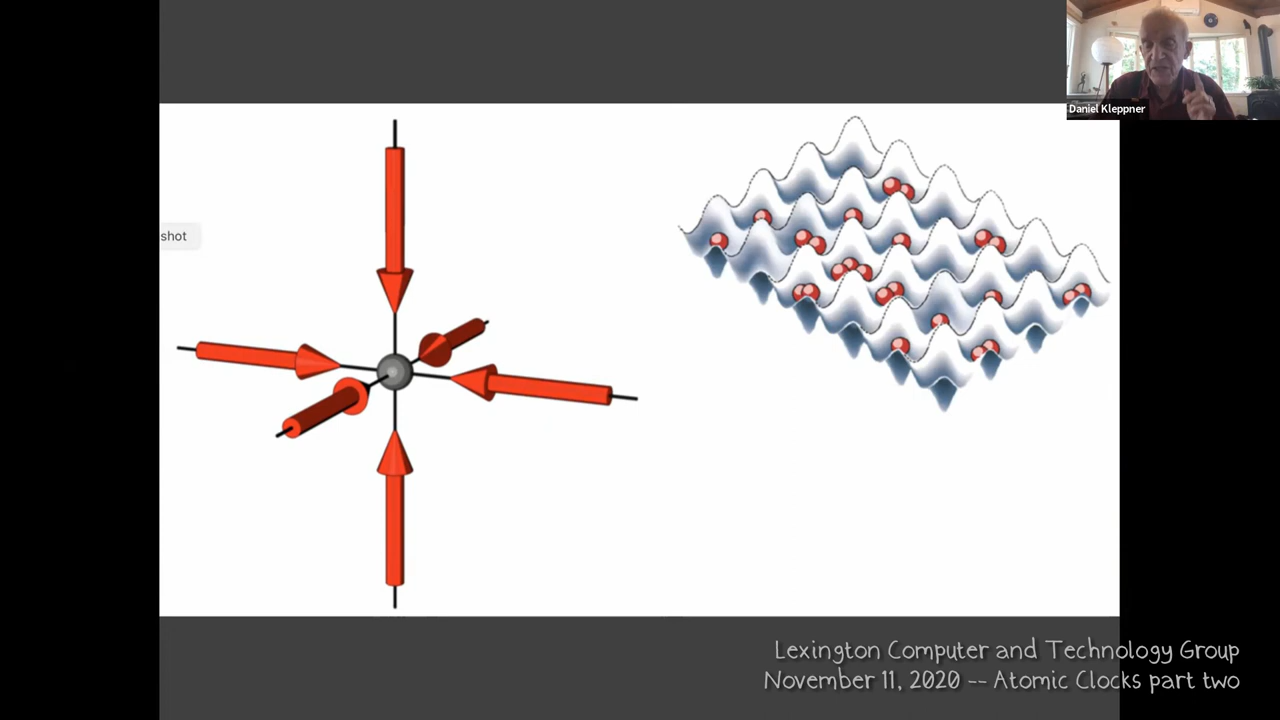 Daniel Kleppner
shot
Lexington Computer and Technology Group
November 11, 2020 -- Atomic Clocks part two